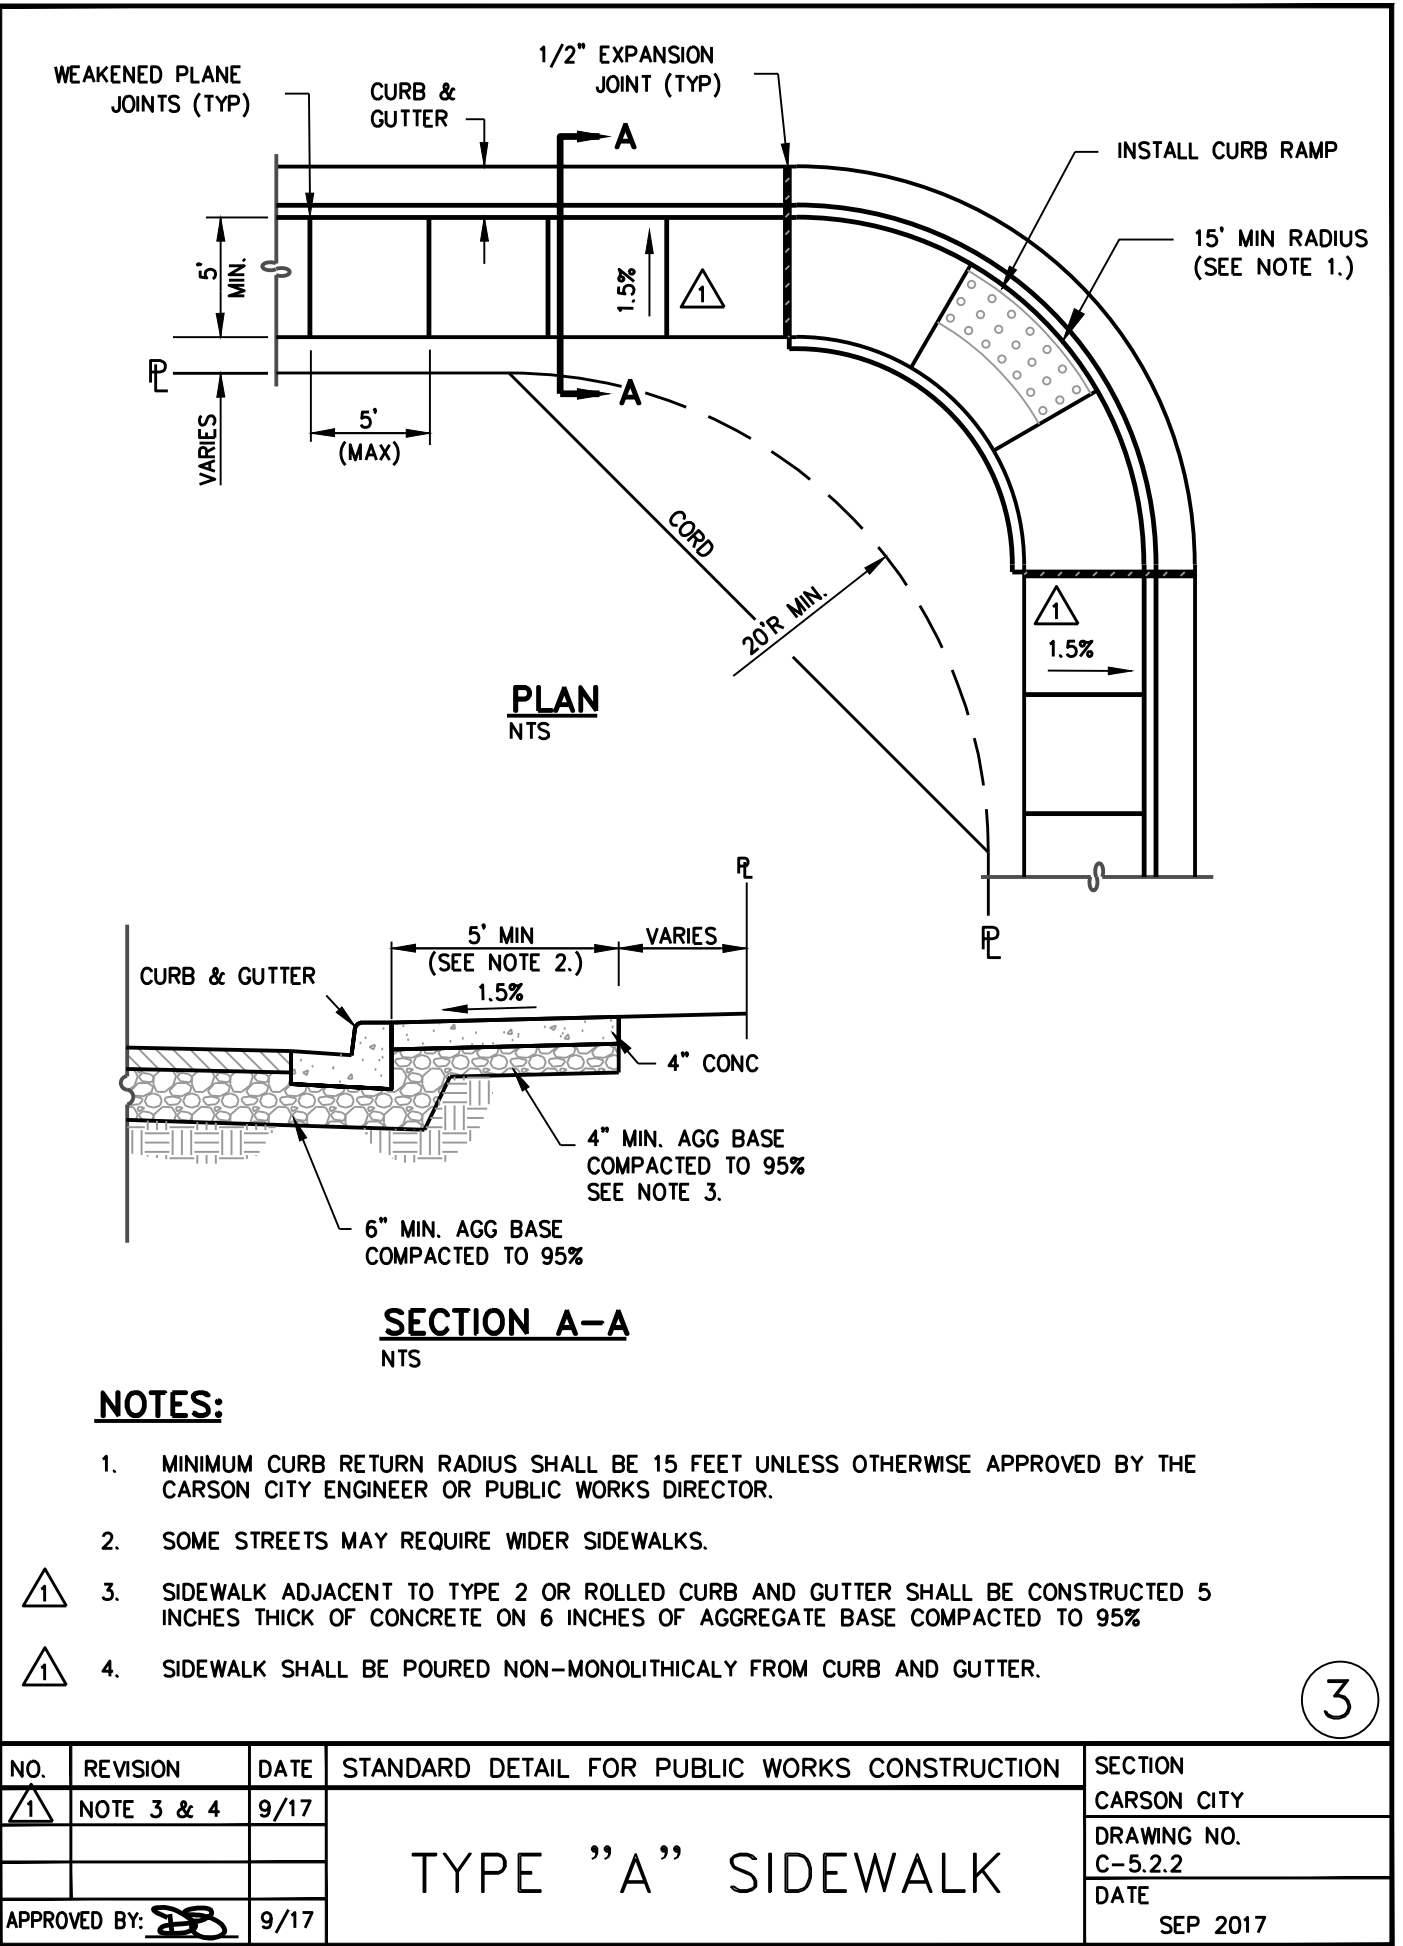 WEAKENED PLANE
JOINTS (TYP)
CURB &
GUTTER
1/2" EXPANSION
JOINT (TYP)
A
INSTALL CURB RAMP
15' MIN RADIUS
(SEE NOTE 1.)
5'
MIN.
1.5%
1
PL
VARIES
5'
(MAX)
A
CORD
20'R MIN.
1
1.5%
PLAN
NTS
PL
PL
5' MIN
(SEE NOTE 2.)
VARIES
1.5%
CURB & GUTTER
4" CONC
4" MIN. AGG BASE
COMPACTED TO 95%
SEE NOTE 3.
6" MIN. AGG BASE
COMPACTED TO 95%
SECTION A-A
NTS
NOTES:
1. MINIMUM CURB RETURN RADIUS SHALL BE 15 FEET UNLESS OTHERWISE APPROVED BY THE
CARSON CITY ENGINEER OR PUBLIC WORKS DIRECTOR.
2. SOME STREETS MAY REQUIRE WIDER SIDEWALKS.
1 3. SIDEWALK ADJACENT TO TYPE 2 OR ROLLED CURB AND GUTTER SHALL BE CONSTRUCTED 5
INCHES THICK OF CONCRETE ON 6 INCHES OF AGGREGATE BASE COMPACTED TO 95%
1 4. SIDEWALK SHALL BE POURED NON-MONOLITHICALY FROM CURB AND GUTTER.
3
NO. REVISION DATE
1 NOTE 3 & 4 9/17
APPROVED BY: 9/17
STANDARD DETAIL FOR PUBLIC WORKS CONSTRUCTION
TYPE "A" SIDEWALK
SECTION
CARSON CITY
DRAWING NO.
C-5.2.2
DATE
SEP 2017